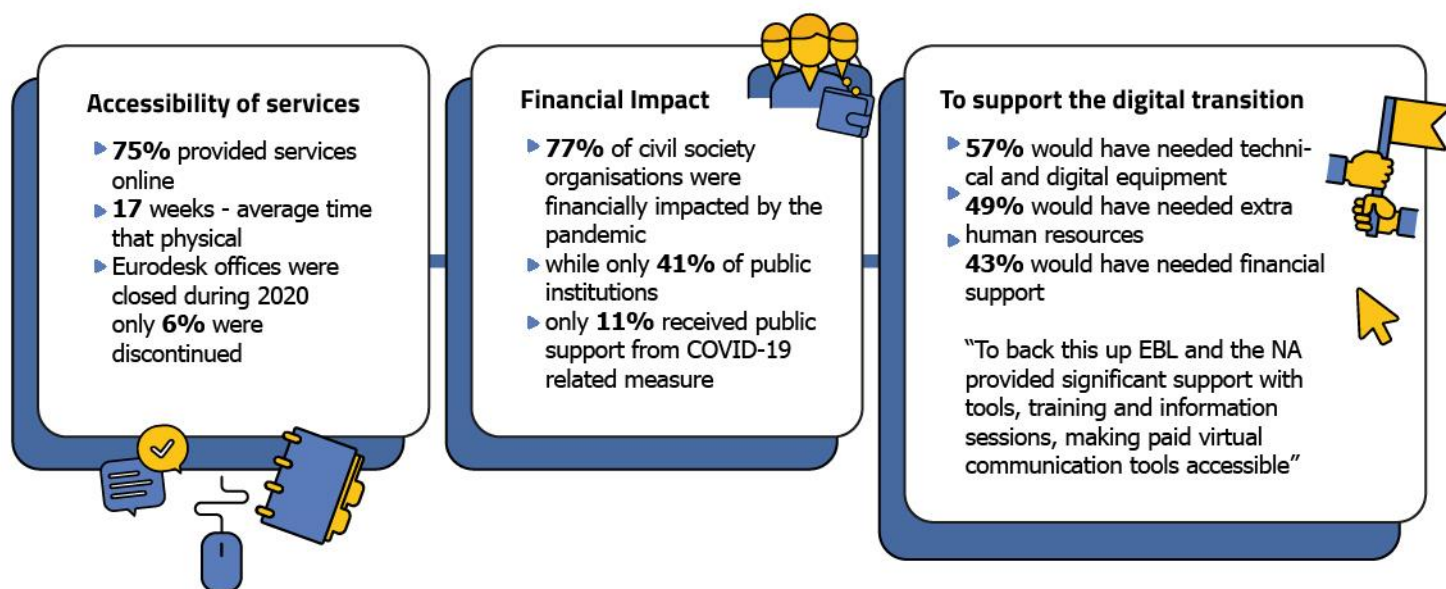 Accessibility of services
75% provided services
online
17 weeks - average time
that physical
Eurodesk offices were
closed during 2020
only 6% were
discontinued
Financial Impact
77% of civil society
organisations were
financially impacted by the
pandemic
while only 41% of public
institutions
only 11% received public
support from COVID-19
related measure
To support the digital transition
57% would have needed techni-
cal and digital equipment
49% would have needed extra
human resources
43% would have needed financial
support
“To back this up EBL and the NA
provided significant support with
tools, training and information
sessions, making paid virtual
communication tools accessible”